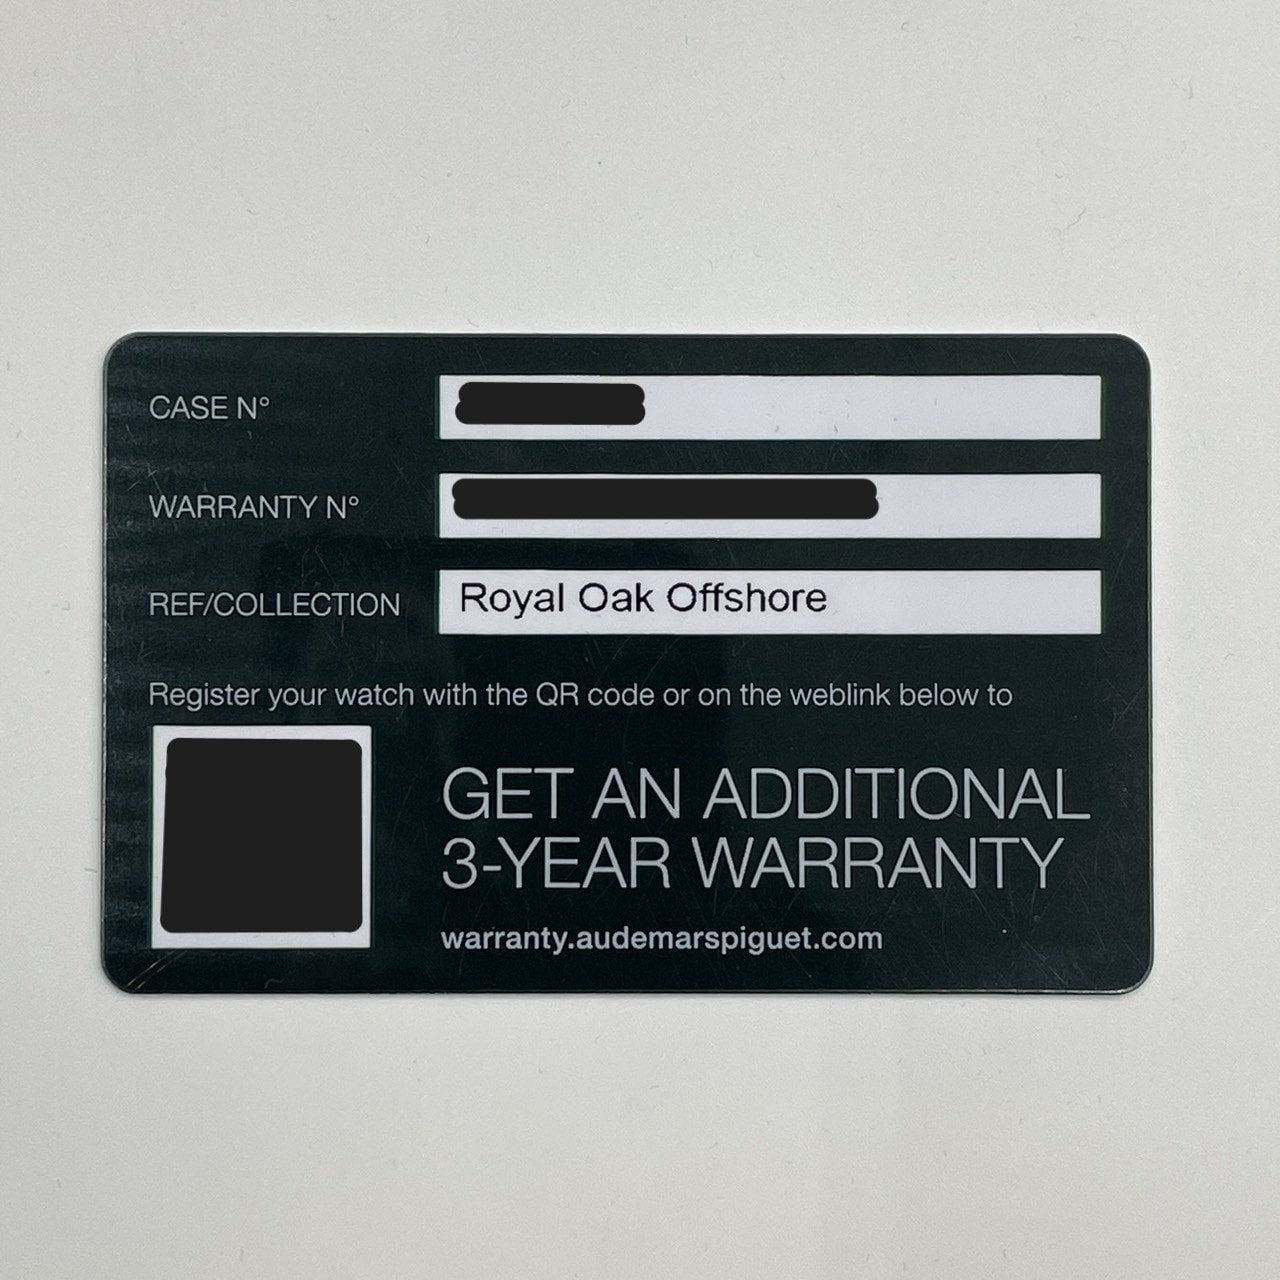 CASE N°
WARRANTY N°
REF/COLLECTION Royal Oak Offshore
Register your watch with the QR code or on the weblink below to
GET AN ADDITIONAL
3-YEAR WARRANTY
warranty.audemarspiguet.com